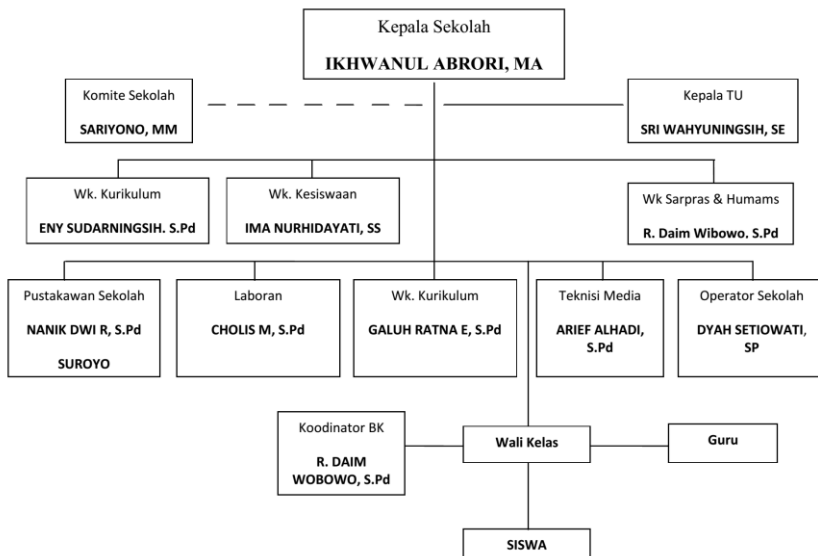 Kepala Sekolah
IKHWANUL ABRORI, MA
Komite Sekolah
SARIYONO, MM
Kepala TU
SRI WAHYUNINGSIH, SE
Wk. Kurikulum
ENY SUDARNINGSIH. S.Pd
Wk. Kesiswaan
IMA NURHIDAYATI, SS
Wk Sarpras & Humams
R. Daim Wibowo. S.Pd
Pustakawan Sekolah
NANIK DWI R, S.Pd
SUROYO
Laboran
CHOLIS M, S.Pd
Wk. Kurikulum
GALUH RATNA E, S.Pd
Teknisi Media
ARIEF ALHADI,
S.Pd
Operator Sekolah
DYAH SETIOWATI,
SP
Koodinator BK
R. DAIM
WOBOWO, S.Pd
Wali Kelas
Guru
SISWA